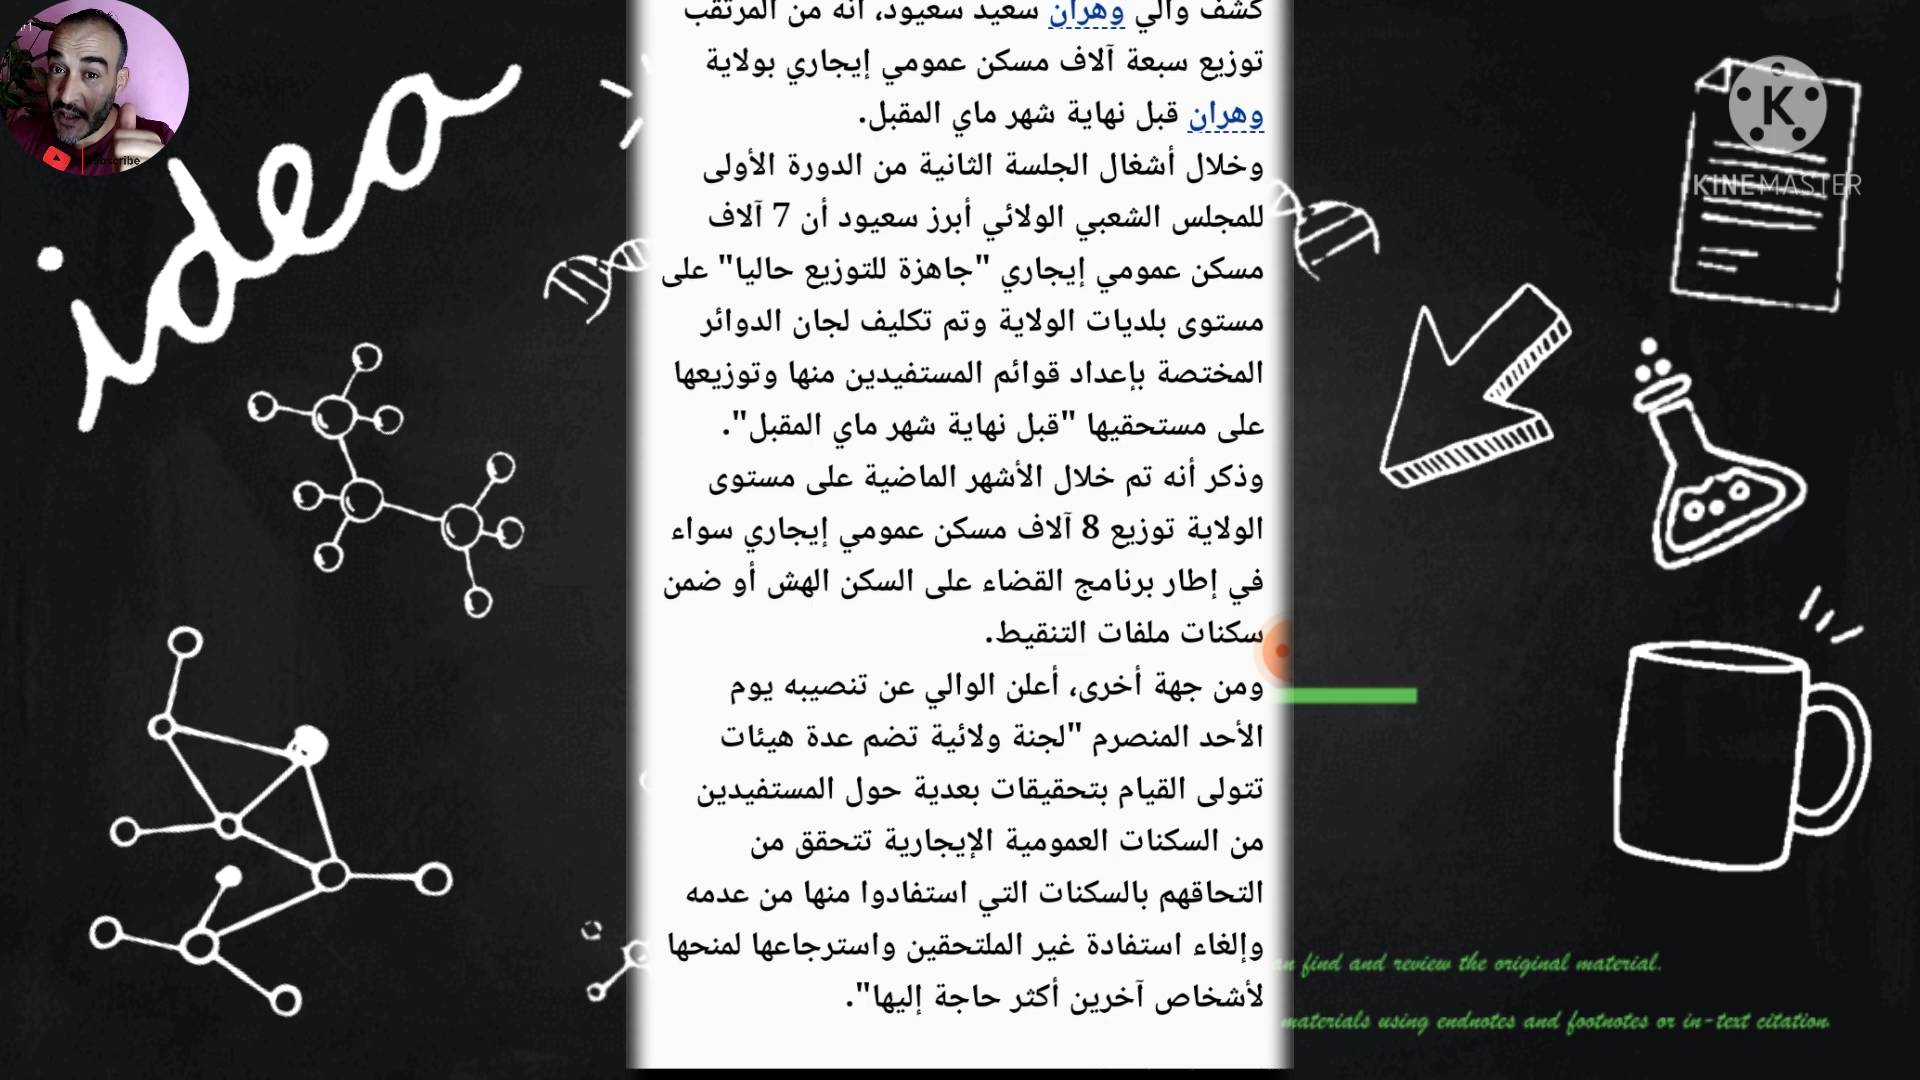 idea
كشف والي وهران سعيد سعيود، أنه من المرتقب
توزيع سبعة آلاف مسكن عمومي إيجاري بولاية
وهران قبل نهاية شهر ماي المقبل.
وخلال أشغال الجلسة الثانية من الدورة الأولى
للمجلس الشعبي الولائي أبرز سعيود أن 7 آلاف
مسكن عمومي إيجاري "جاهزة للتوزيع حاليا" على
مستوى بلديات الولاية وتم تكليف لجان الدوائر
المختصة بإعداد قوائم المستفيدين منها وتوزيعها
على مستحقيها "قبل نهاية شهر ماي المقبل".
وذكر أنه تم خلال الأشهر الماضية على مستوى
الولاية توزيع 8 آلاف مسكن عمومي إيجاري سواء
في إطار برنامج القضاء على السكن الهش أو ضمن
سكنات ملفات التنقيط.
ومن جهة أخرى، أعلن الوالي عن تنصيبه يوم
الأحد المنصرم "لجنة ولائية تضم عدة هيئات
تتولى القيام بتحقيقات بعدية حول المستفيدين
من السكنات العمومية الإيجارية تتحقق من
التحاقهم بالسكنات التي استفادوا منها من عدمه
وإلغاء استفادة غير الملتحقين واسترجاعها لمنحها
لأشخاص آخرين أكثر حاجة إليها".
K
KINEMASTER
find and review the original material.
materials using endnotes and footnotes or in-text citation.